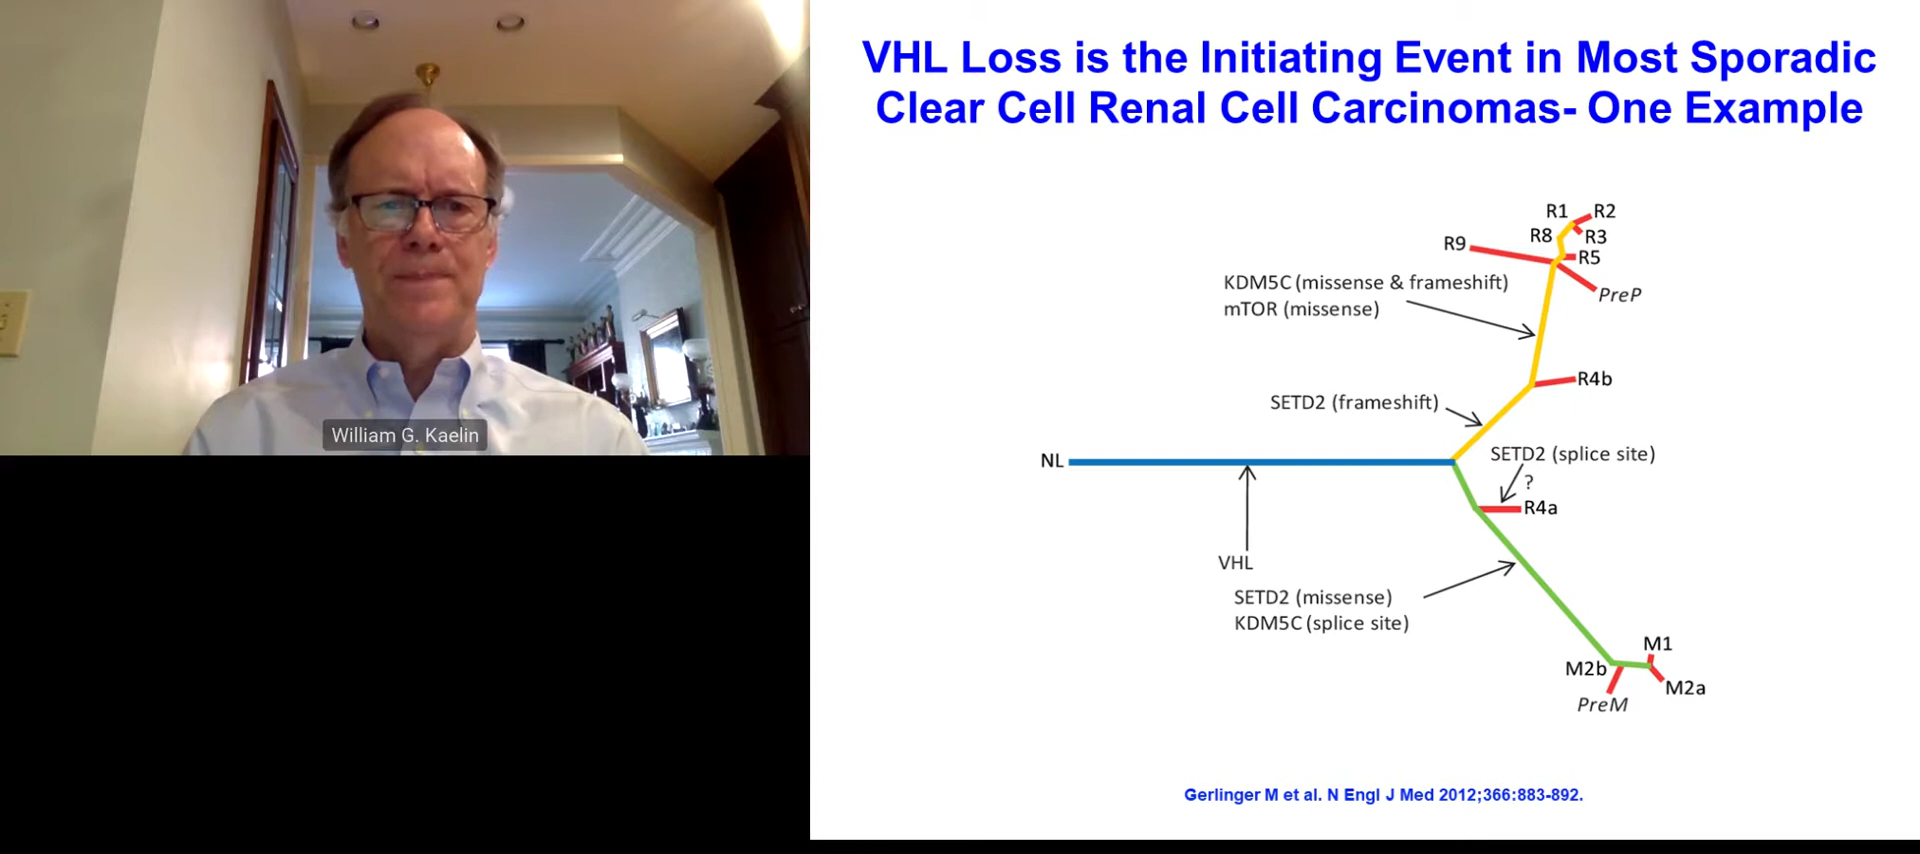 William G. Kaelin
VHL Loss is the Initiating Event in Most Sporadic
Clear Cell Renal Cell Carcinomas- One Example
R1
R2
R8
R3
R9
R5
KDM5C (missense & frameshift)
PreP
mTOR (missense)
R4b
SETD2 (frameshift)
SETD2 (splice site)
NL
?
R4a
VHL
SETD2 (missense)
KDM5C (splice site)
M1
M2b
M2a
PreM
Gerlinger M et al. N Engl J Med 2012;366:883-892.